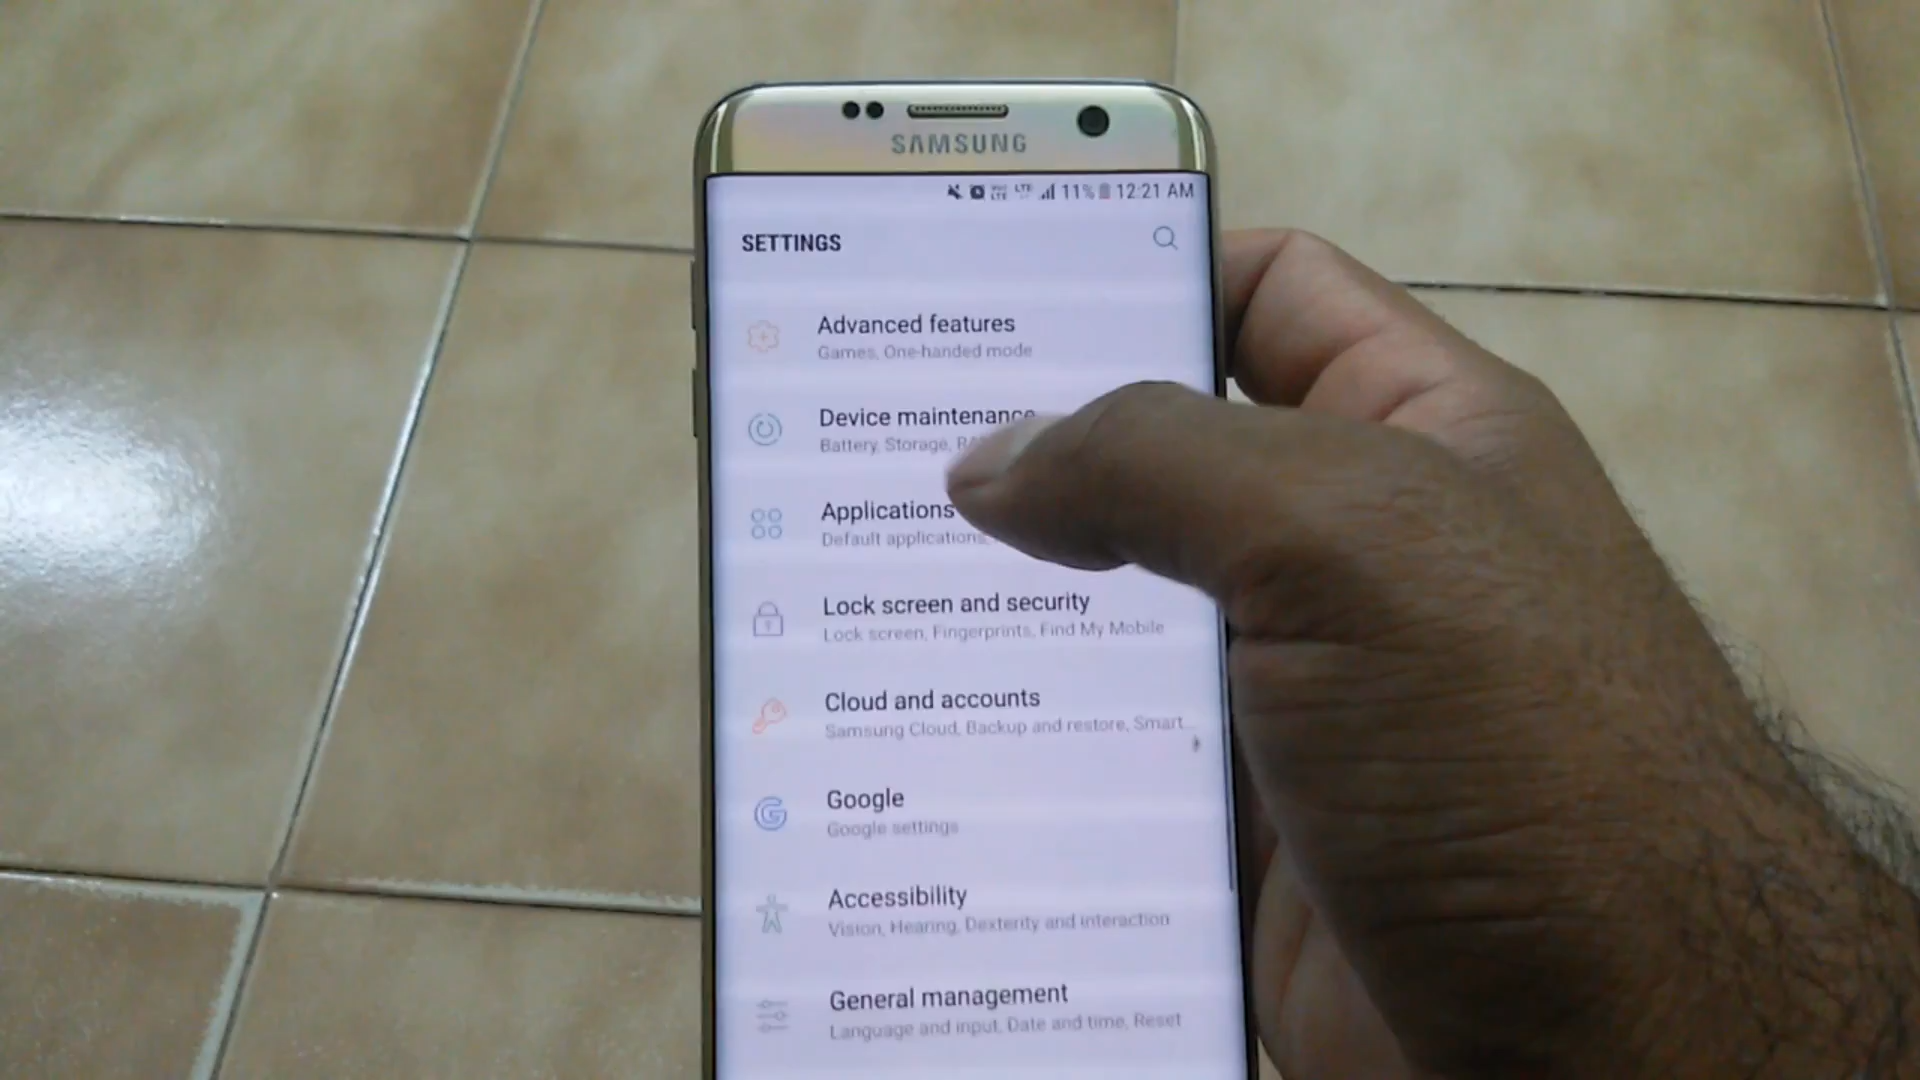 SAMSUNG
LTE 11% 12:21 AM
SETTINGS
Advanced features
Games, One-handed mode
Device maintenance
Battery, Storage,
Applications
Default applications,
Lock screen and security
Lock screen, Fingerprints, Find My Mobile
Cloud and accounts
Samsung Cloud, Backup and restore, Smart...
Google
Google settings
Accessibility
Vision, Hearing, Dexterity and interaction
General management
Language and input, Date and time, Reset